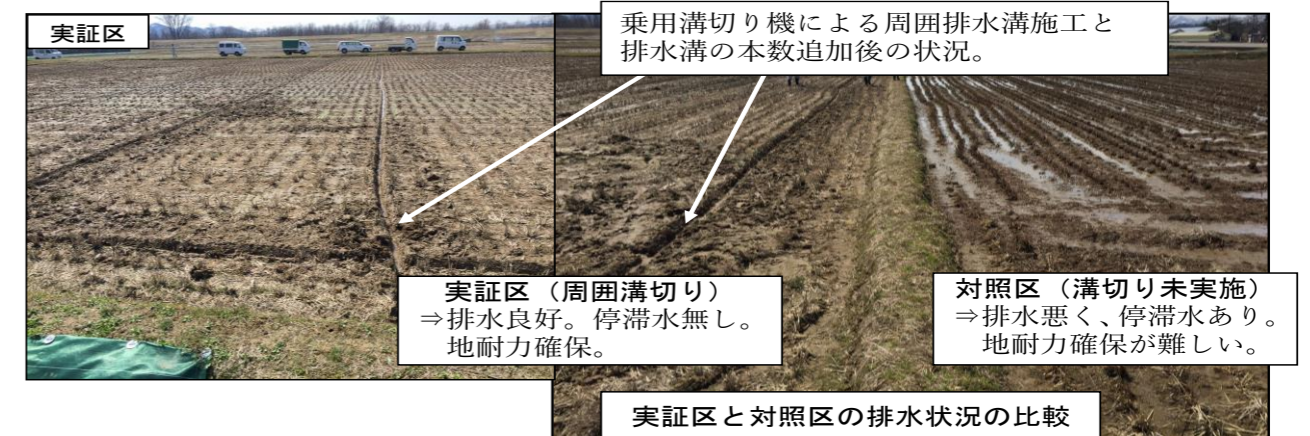 実証区
乗用溝切り機による周囲排水溝施工と
排水溝の本数追加後の状況。
実証区（周囲溝切り）
⇒排水良好。停滞水無し。
地耐力確保。
対照区（溝切り未実施）
⇒排水悪く、停滞水あり。
地耐力確保が難しい。
実証区と対照区の排水状況の比較